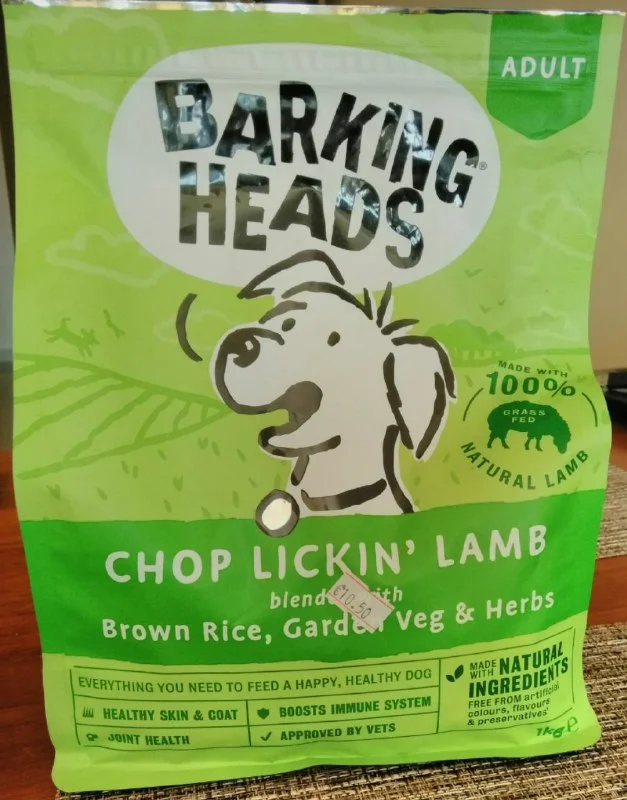 ADULT
BARKING
HEADS®
MADE WITH
100%
GRASS
FED
NATURAL LAMB
CHOP LICKIN' LAMB
€10.50
Brown Rice, Veg & Herbs
EVERYTHING YOU NEED TO FEED A HAPPY, HEALTHY DOG
HEALTHY SKIN & COAT
BOOSTS IMMUNE SYSTEM
JOINT HEALTH
APPROVED BY VETS
MADE
WITH
NATURAL
INGREDIENTS
FREE FROM artificial
colours, flavours
& preservatives
1kg e